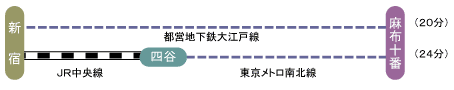 新宿
都営地下鉄大江戸線
麻布十番
（20分）
四谷
（24分）
JR中央線
東京メトロ南北線